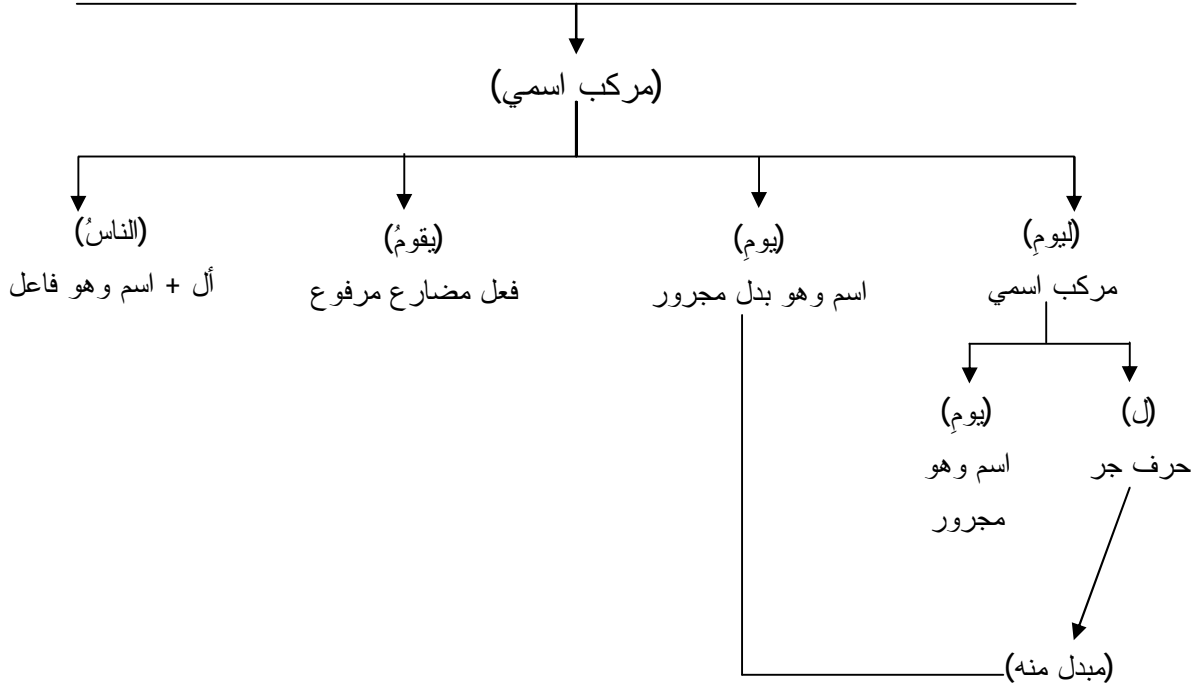 (مركب اسمي)
(ليومِ) (يومِ) (يقومُ) (الناسُ)
مركب اسمي اسم وهو بدل مجرور فعل مضارع مرفوع أل + اسم وهو فاعل
(ل) (يومِ)
حرف جر اسم وهو
مجرور
(مبدل منه)